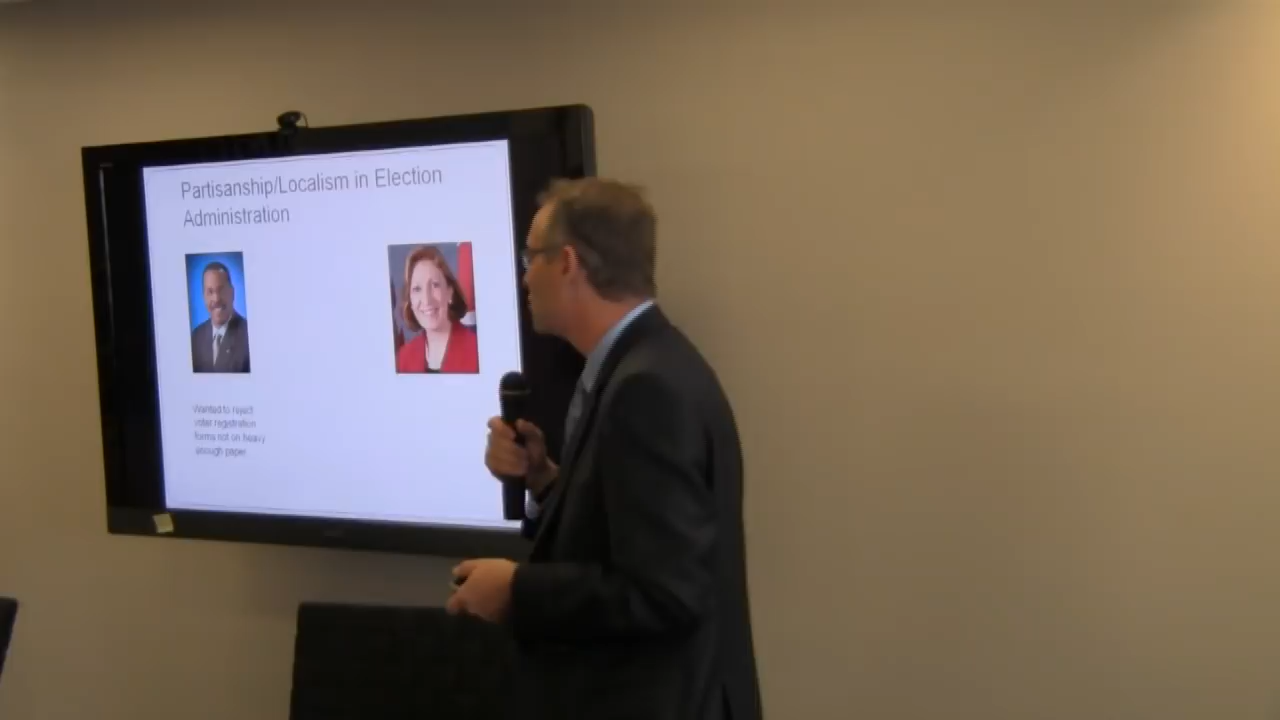 Partisanship/Localism in Election
Administration
Wanted to reject
voter registration
forms not on heavy
enough paper